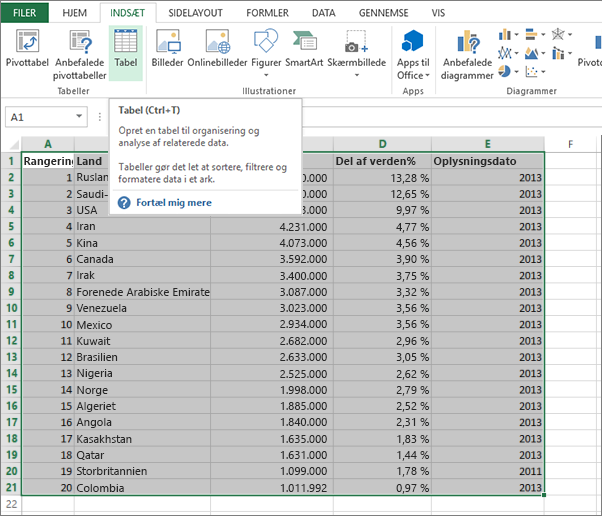 FILER HJEM INDSÆT SIDELAYOUT FORMLER DATA GENNEMSE VIS
Pivottabel Anbefalede pivottabeller Tabel Billeder Onlinebilleder Figurer SmartArt Skærmbillede Apps til Office Anbefalede diagrammer
Tabeller Illustrationer Apps Diagrammer
A1
Tabel (Ctrl+T)
Opret en tabel til organisering og
analyse af relaterede data.
Tabeller gør det let at sortere, filtrere og
formatere data i et ark.
Fortæl mig mere
A D E F
1 Rangering Land Del af verden% Oplysningsdato
2 1 13,28 % 2013
3 2 Saudi- 12,65 % 2013
4 3 USA 9,97 % 2013
5 4 Iran 4.231.000 4,77 % 2013
6 5 Kina 4.073.000 4,56 % 2013
7 6 Canada 3.592.000 3,90 % 2013
8 7 Irak 3.400.000 3,75 % 2013
9 8 Forenede Arabiske Emirate 3.087.000 3,32 % 2013
10 9 Venezuela 3.023.000 3,56 % 2013
11 10 Mexico 2.934.000 3,56 % 2013
12 11 Kuwait 2.682.000 2,96 % 2013
13 12 Brasilien 2.633.000 3,05 % 2013
14 13 Nigeria 2.525.000 2,62 % 2013
15 14 Norge 1.998.000 2,79 % 2013
16 15 Algeriet 1.885.000 2,52 % 2013
17 16 Angola 1.840.000 2,31 % 2013
18 17 Kasakhstan 1.635.000 1,83 % 2013
19 18 Qatar 1.631.000 1,44 % 2013
20 19 Storbritannien 1.099.000 1,78 % 2011
21 20 Colombia 1.011.992 0,97 % 2013
22